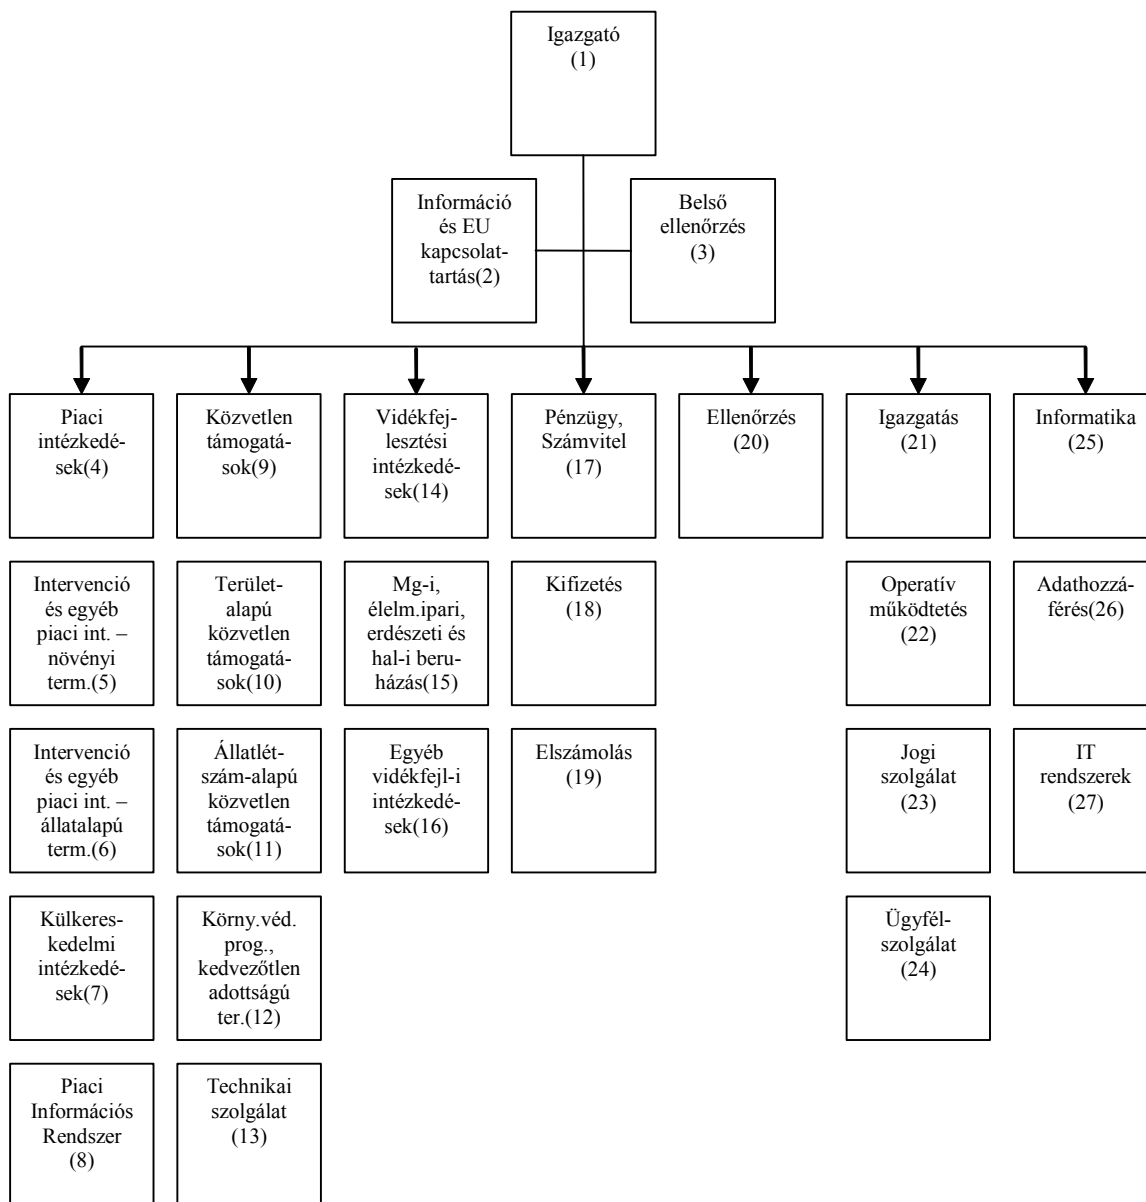 Igazgató
(1)
Információ
és EU
kapcsolat-
tartás(2)
Belső
ellenőrzés
(3)
Piaci
intézkedé-
sek(4)
Közvetlen
támogatá-
sok(9)
Vidékfej-
lesztési
intézkedé-
sek(14)
Pénzügy,
Számvitel
(17)
Ellenőrzés
(20)
Igazgatás
(21)
Informatika
(25)
Intervenció
és egyéb
piaci int. –
növényi
term.(5)
Terület-
alapú
közvetlen
támogatá-
sok(10)
Mg-i,
élelm.ipari,
erdészeti és
hal-i beru-
házás(15)
Kifizetés
(18)
Operatív
működtetés
(22)
Adathozzá-
férés(26)
Intervenció
és egyéb
piaci int. –
állatalapú
term.(6)
Állatlét-
szám-alapú
közvetlen
támogatá-
sok(11)
Egyéb
vidékfejl-i
intézkedé-
sek(16)
Elszámolás
(19)
Jogi
szolgálat
(23)
IT
rendszerek
(27)
Külkeres-
kedelmi
intézkedé-
sek(7)
Körny.véd.
prog.,
kedvezőtlen
adottságú
ter.(12)
Ügyfél-
szolgálat
(24)
Piaci
Információs
Rendszer
(8)
Technikai
szolgálat
(13)